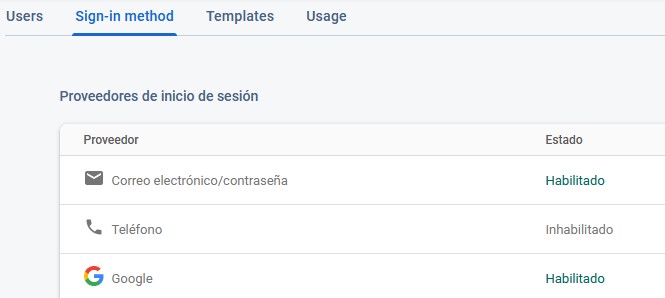 Users Sign-in method Templates Usage
Proveedores de inicio de sesión
Proveedor Estado
Correo electrónico/contraseña Habilitado
Teléfono Inhabilitado
Google Habilitado